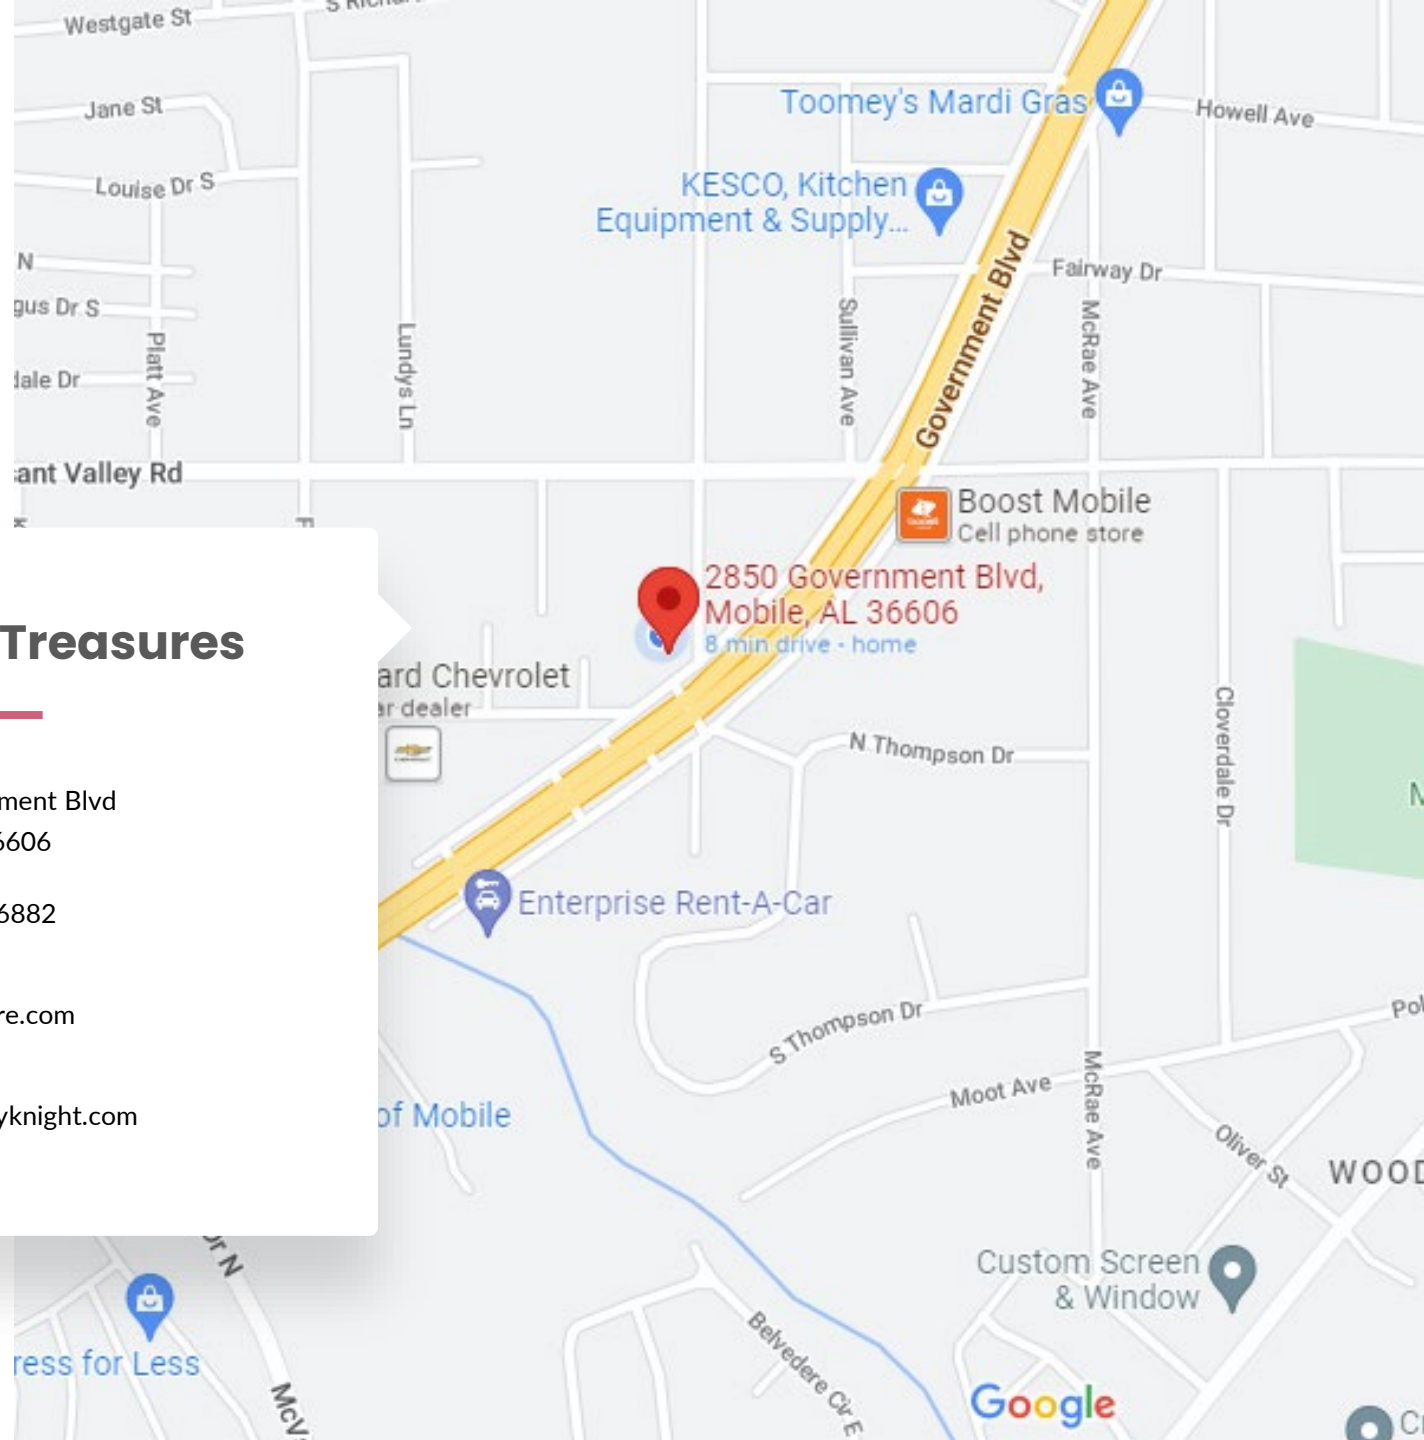 Westgate St
Jane St
Louise Dr S
Toomey's Mardi Gras
Howell Ave
KESCO, Kitchen
Equipment & Supply...
N
gus Dr S
dale Dr
Platt Ave
Lundys Ln
Sullivan Ave
Government Blvd
Fairway Dr
McRae Ave
sant Valley Rd
Boost Mobile
Cell phone store
2850 Government Blvd,
Mobile, AL 36606
8 min drive - home
Treasures
ard Chevrolet
ar dealer
N Thompson Dr
Cloverdale Dr
ment Blvd
6606
6882
Enterprise Rent-A-Car
re.com
S Thompson Dr
Pol
Moot Ave
McRae Ave
yknight.com
of Mobile
Oliver St
WOOD
Dr N
Custom Screen
& Window
ress for Less
Belvedere Cir E
McV
Google